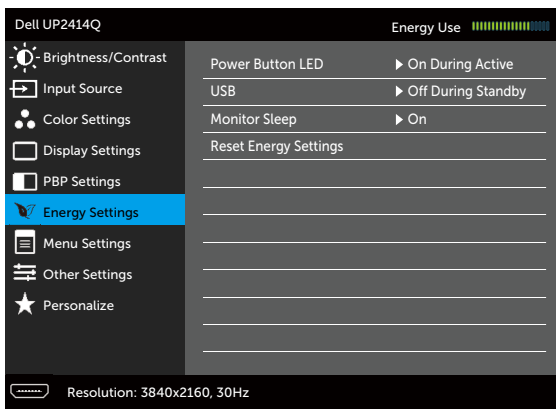 Dell UP2414Q
Energy Use
Brightness/Contrast
Input Source
Color Settings
Display Settings
PBP Settings
Energy Settings
Menu Settings
Other Settings
Personalize
Power Button LED On During Active
USB Off During Standby
Monitor Sleep On
Reset Energy Settings
Resolution: 3840x2160, 30Hz